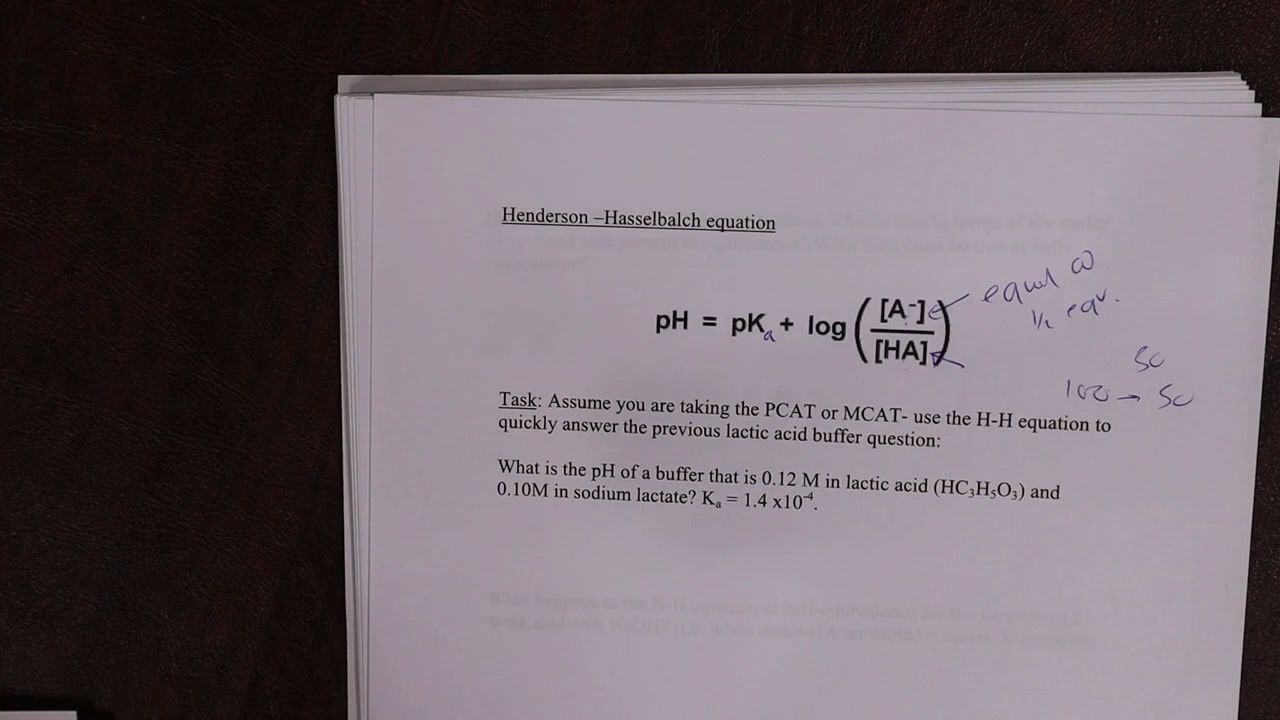 Henderson –Hasselbalch equation
equal @
1/2 eqv.
pH = pKa + log ([A-]/[HA])
50
100 → 50
Task: Assume you are taking the PCAT or MCAT- use the H-H equation to
quickly answer the previous lactic acid buffer question:
What is the pH of a buffer that is 0.12 M in lactic acid (HC₃H₅O₃) and
0.10M in sodium lactate? Kₐ = 1.4 x10⁻⁴.